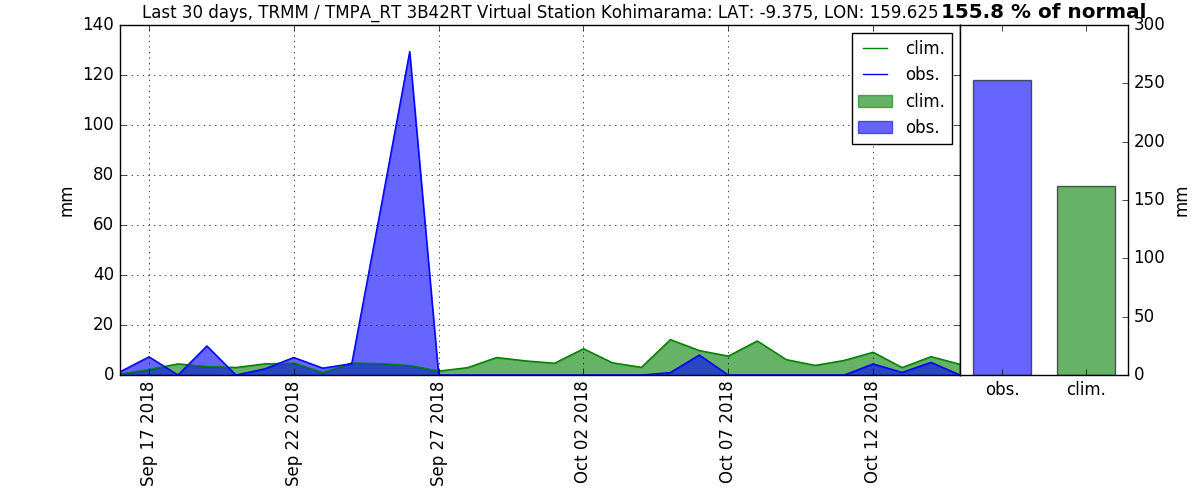 Last 30 days, TRMM / TMPA_RT 3B42RT Virtual Station Kohimarama: LAT: -9.375, LON: 159.625
155.8 % of normal
140
120
100
80
60
40
20
0
mm
clim.
obs.
clim.
obs.
Sep 17 2018
Sep 22 2018
Sep 27 2018
Oct 02 2018
Oct 07 2018
Oct 12 2018
300
250
200
150
100
50
0
mm
obs.
clim.